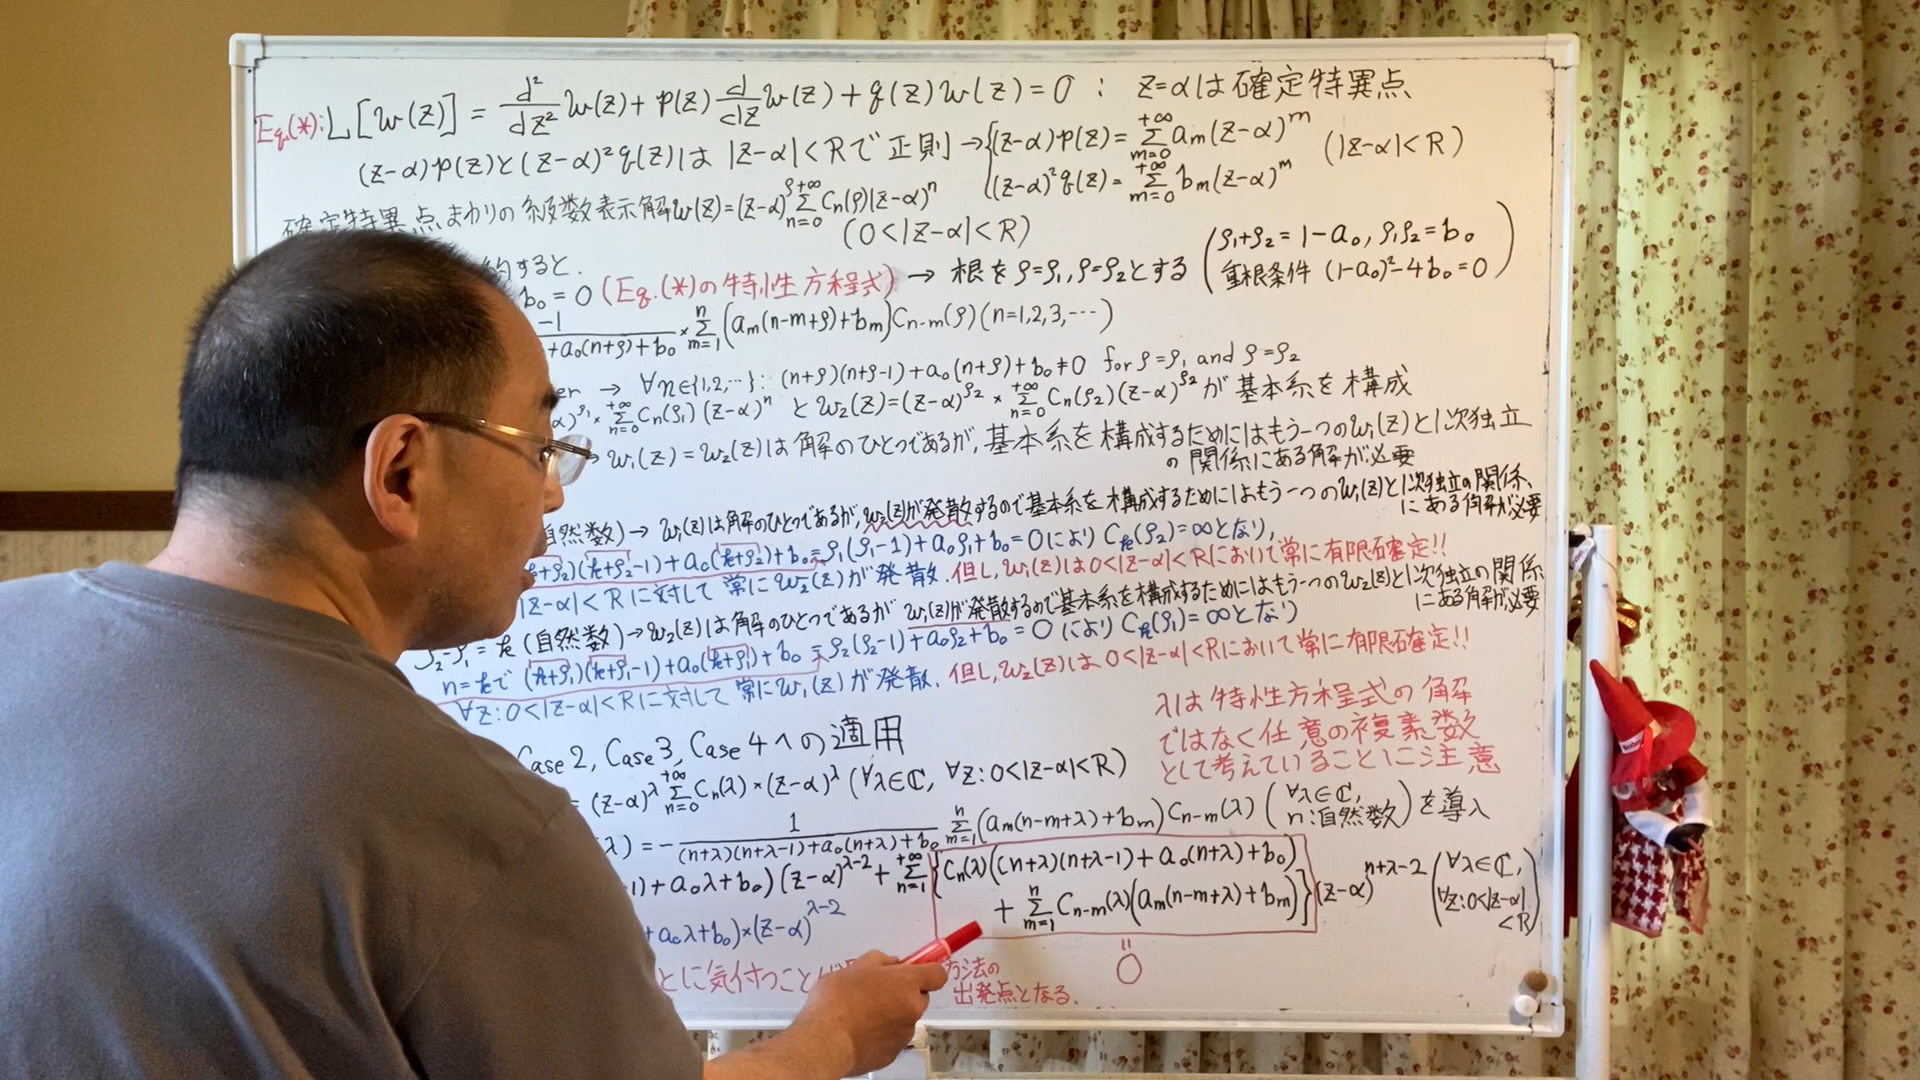 Eq.(*): L[w(z)] = d²/dz² w(z) + p(z) d/dz w(z) + q(z)w(z) = 0 : z=αは確定特異点
(z-α)p(z)と(z-α)²q(z)は |z-α|<Rで正則 → { (z-α)p(z) = Σ_{m=0}^{+∞} a_m(z-α)^m (|z-α|<R)
(z-α)²q(z) = Σ_{m=0}^{+∞} b_m(z-α)^m
確定特異点まわりの級数表示解w(z)=(z-α)^ρ Σ_{n=0}^{+∞} C_n(ρ)(z-α)^n
(0<|z-α|<R)
約すると.
b₀=0 (Eq.(*)の特性方程式) → 根をρ=ρ₁, ρ=ρ₂とする (ρ₁+ρ₂=1-a₀, ρ₁ρ₂=b₀
重根条件 (1-a₀)²-4b₀=0)
-1/+a₀(n+ρ)+b₀ × Σ_{m=1}^{n} (a_m(n-m+ρ)+b_m)C_{n-m}(ρ) (n=1,2,3,…)
er → ∀n∈{1,2,…}: (n+ρ)(n+ρ-1)+a₀(n+ρ)+b₀≠0 for ρ=ρ₁ and ρ=ρ₂
α)^ρ₁ × Σ_{n=0}^{+∞} C_n(ρ₁)(z-α)^n と w₂(z)=(z-α)^ρ₂ × Σ_{n=0}^{+∞} C_n(ρ₂)(z-α)^ρ₂ が基本系を構成
→ w₁(z)=w₂(z)は解のひとつであるが, 基本系を構成するためにはもう一つのw₁(z)と1次独立
の関係にある解が必要
自然数) → w₁(z)は解のひとつであるが, w₂(z)が発散するので基本系を構成するためにはもう一つのw₁(z)と1次独立の関係、
にある解が必要
k+ρ₂)(k+ρ₂-1)+a₀(k+ρ₂)+b₀=ρ₁(ρ₁-1)+a₀ρ₁+b₀=0により C_k(ρ₂)=∞となり,
|z-α|<Rに対して常にw₂(z)が発散. 但し, w₁(z)は0<|z-α|<Rにおいて常に有限確定!!
ρ₂-ρ₁=k (自然数)→ w₂(z)は解のひとつであるが w₁(z)が発散するので基本系を構成するためにはもう一つのw₂(z)と1次独立の関係
にある解が必要
n=kで (k+ρ₁)(k+ρ₁-1)+a₀(k+ρ₁)+b₀=ρ₂(ρ₂-1)+a₀ρ₂+b₀=0 により C_k(ρ₁)=∞となり
∀z: 0<|z-α|<Rに対して常にw₁(z)が発散. 但し, w₂(z)は0<|z-α|<Rにおいて常に有限確定!!
Case 2, Case 3, Case 4への適用
λは特性方程式の解
ではなく任意の複素数
として考えていることに注意
= (z-α)^λ Σ_{n=0}^{+∞} C_n(λ)×(z-α)^λ (∀λ∈ℂ, ∀z: 0<|z-α|<R)
λ) = - 1/((n+λ)(n+λ-1)+a₀(n+λ)+b₀) Σ_{m=1}^{n} (a_m(n-m+λ)+b_m)C_{n-m}(λ) (∀λ∈ℂ, n:自然数) を導入
1)+a₀λ+b₀)(z-α)^{λ-2} + Σ_{n=1}^{+∞} {C_n(λ)((n+λ)(n+λ-1)+a₀(n+λ)+b₀)
+ Σ_{m=1}^{n} C_{n-m}(λ)(a_m(n-m+λ)+b_m)} (z-α)^{n+λ-2} (∀λ∈ℂ, ∀z: 0<|z-α|<R)
+a₀λ+b₀)×(z-α)^{λ-2}
=
0
とに気付つことが
方法の
出発点となる.